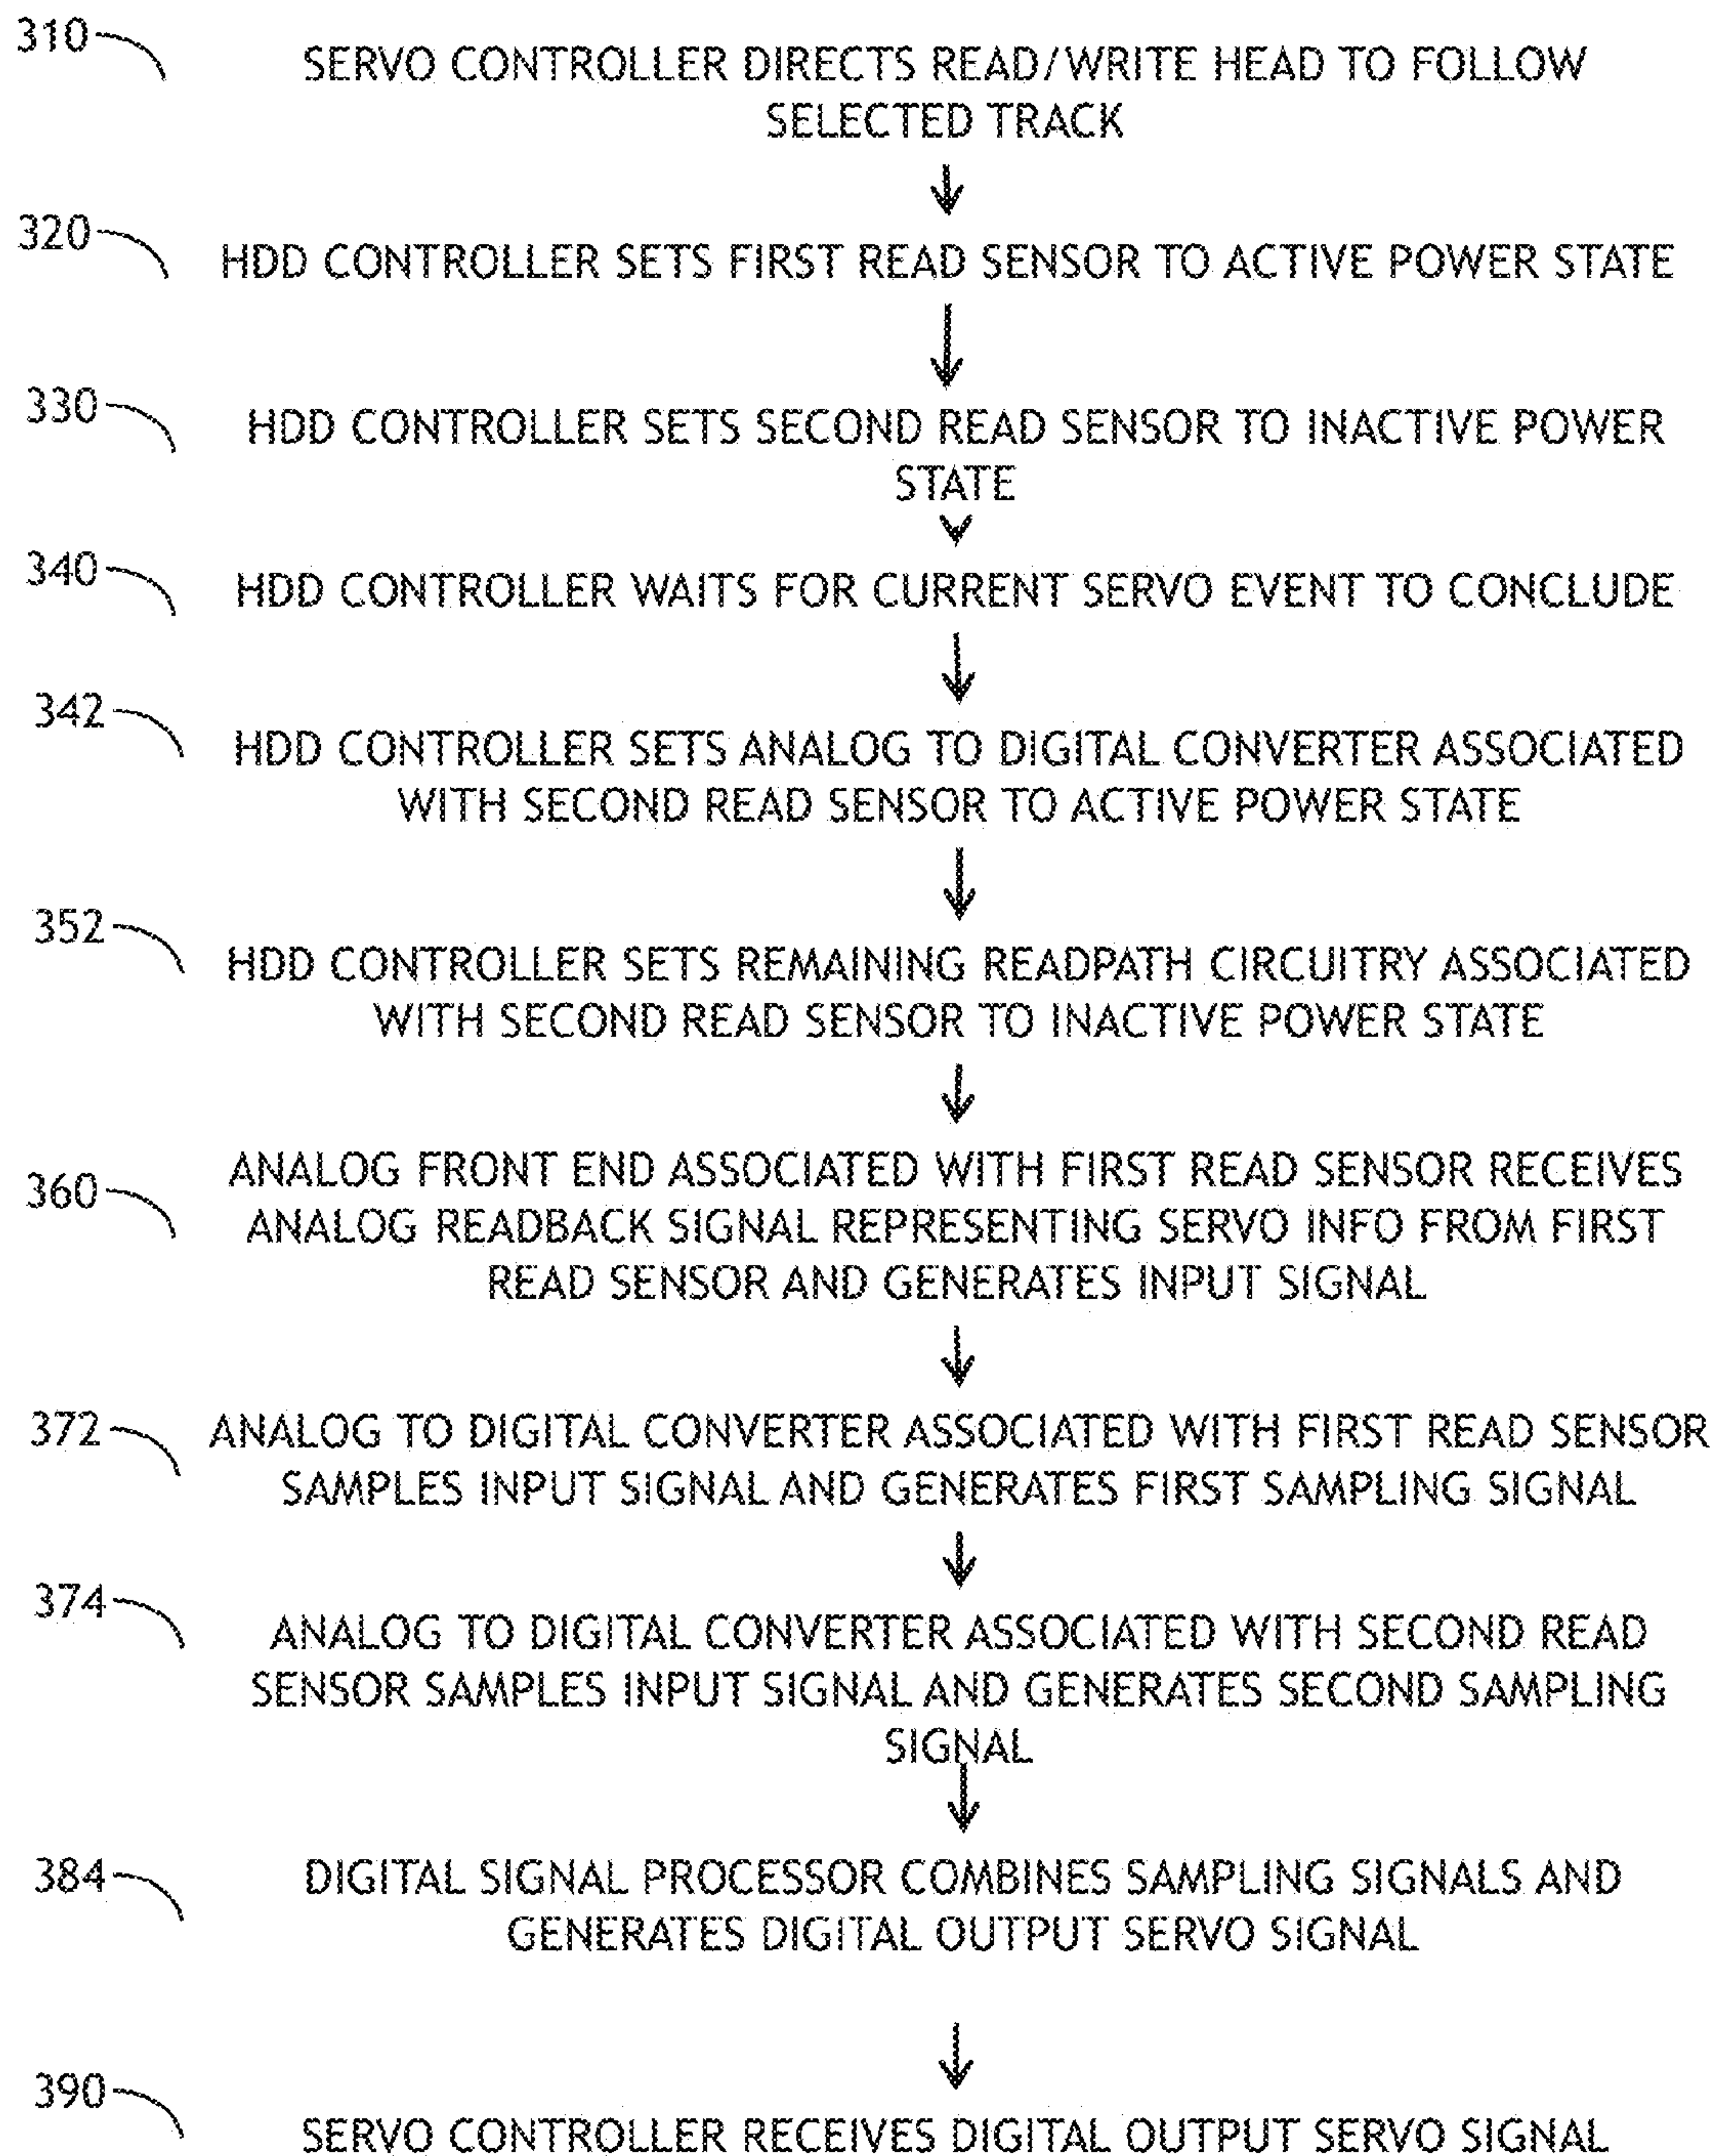 310
SERVO CONTROLLER DIRECTS READ/WRITE HEAD TO FOLLOW
SELECTED TRACK
320
HDD CONTROLLER SETS FIRST READ SENSOR TO ACTIVE POWER STATE
330
HDD CONTROLLER SETS SECOND READ SENSOR TO INACTIVE POWER
STATE
340
HDD CONTROLLER WAITS FOR CURRENT SERVO EVENT TO CONCLUDE
342
HDD CONTROLLER SETS ANALOG TO DIGITAL CONVERTER ASSOCIATED
WITH SECOND READ SENSOR TO ACTIVE POWER STATE
352
HDD CONTROLLER SETS REMAINING READPATH CIRCUITRY ASSOCIATED
WITH SECOND READ SENSOR TO INACTIVE POWER STATE
360
ANALOG FRONT END ASSOCIATED WITH FIRST READ SENSOR RECEIVES
ANALOG READBACK SIGNAL REPRESENTING SERVO INFO FROM FIRST
READ SENSOR AND GENERATES INPUT SIGNAL
372
ANALOG TO DIGITAL CONVERTER ASSOCIATED WITH FIRST READ SENSOR
SAMPLES INPUT SIGNAL AND GENERATES FIRST SAMPLING SIGNAL
374
ANALOG TO DIGITAL CONVERTER ASSOCIATED WITH SECOND READ
SENSOR SAMPLES INPUT SIGNAL AND GENERATES SECOND SAMPLING
SIGNAL
384
DIGITAL SIGNAL PROCESSOR COMBINES SAMPLING SIGNALS AND
GENERATES DIGITAL OUTPUT SERVO SIGNAL
390
SERVO CONTROLLER RECEIVES DIGITAL OUTPUT SERVO SIGNAL